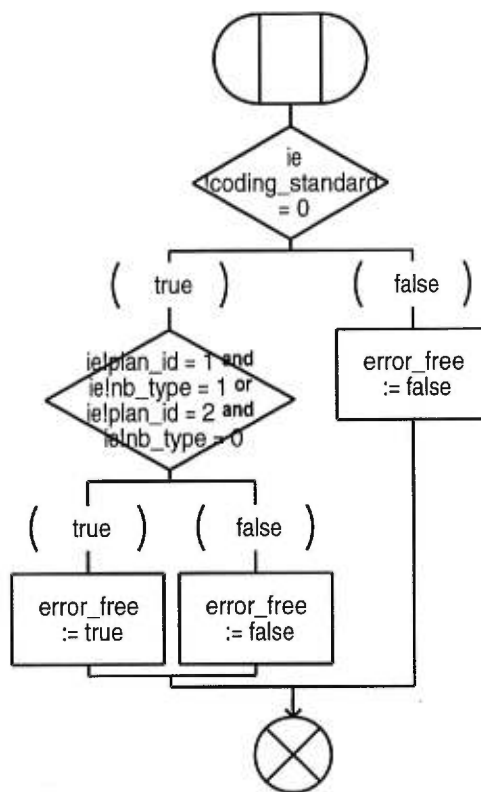 ie
!coding_standard
= 0
( true )
( false )
ie!plan_id = 1 and
ie!nb_type = 1 or
ie!plan_id = 2 and
ie!nb_type = 0
error_free
:= false
( true )
( false )
error_free
:= true
error_free
:= false